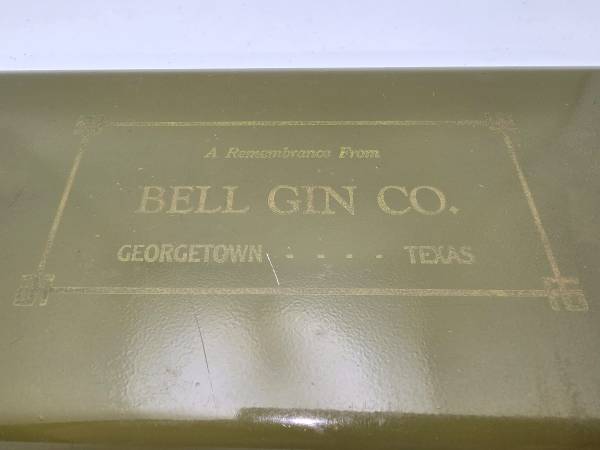 A Remembrance From
BELL GIN CO.
GEORGETOWN - - - - TEXAS